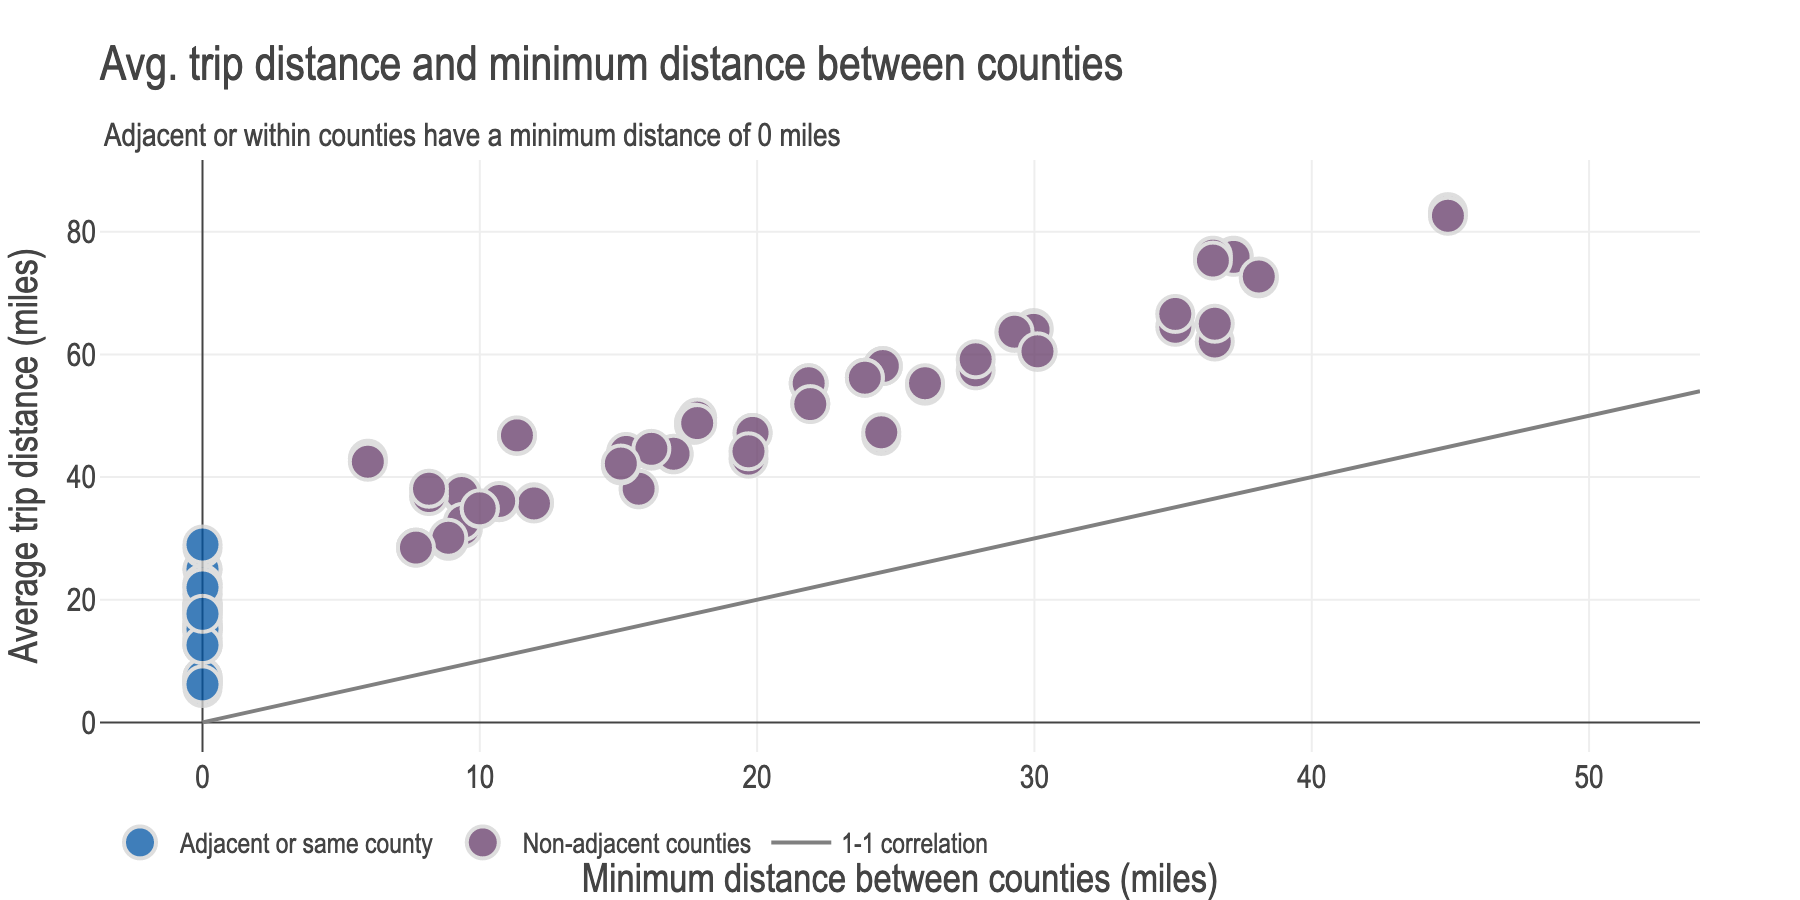 Avg. trip distance and minimum distance between counties
Adjacent or within counties have a minimum distance of 0 miles
Average trip distance (miles)
80
60
40
20
0
0 10 20 30 40 50
Adjacent or same county Non-adjacent counties 1-1 correlation
Minimum distance between counties (miles)